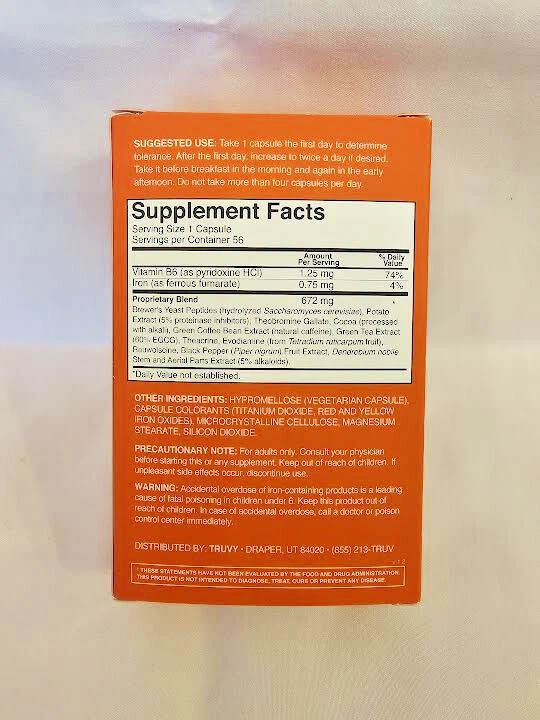 SUGGESTED USE: Take 1 capsule the first day to determine
tolerance. After the first day, increase to twice a day if desired.
Take it before breakfast in the morning and again in the early
afternoon. Do not take more than four capsules per day.
Supplement Facts
Serving Size 1 Capsule
Servings per Container 56
Amount Per Serving % Daily Value
Vitamin B6 (as pyridoxine HCl) 1.25 mg 74%
Iron (as ferrous fumarate) 0.75 mg 4%
Proprietary Blend 672 mg *
Brewer's Yeast Peptides (hydrolyzed Saccharomyces cerevisiae), Potato
Extract (5% proteinase inhibitors), Theobromine Gallate, Cocoa (processed
with alkali), Green Coffee Bean Extract (natural caffeine), Green Tea Extract
(60% EGCG), Theacrine, Evodiamine (from Tetradium ruticarpum fruit),
Rauwolscine, Black Pepper (Piper nigrum) Fruit Extract, Dendrobium nobile
Stem and Aerial Parts Extract (5% alkaloids).
*Daily Value not established.
OTHER INGREDIENTS: HYPROMELLOSE (VEGETARIAN CAPSULE),
CAPSULE COLORANTS (TITANIUM DIOXIDE, RED AND YELLOW
IRON OXIDES), MICROCRYSTALLINE CELLULOSE, MAGNESIUM
STEARATE, SILICON DIOXIDE.
PRECAUTIONARY NOTE: For adults only. Consult your physician
before starting this or any supplement. Keep out of reach of children. If
unpleasant side effects occur, discontinue use.
WARNING: Accidental overdose of iron-containing products is a leading
cause of fatal poisoning in children under 6. Keep this product out of
reach of children. In case of accidental overdose, call a doctor or poison
control center immediately.
DISTRIBUTED BY: TRUVY • DRAPER, UT 84020 • (855) 213-TRUV
† THESE STATEMENTS HAVE NOT BEEN EVALUATED BY THE FOOD AND DRUG ADMINISTRATION.
THIS PRODUCT IS NOT INTENDED TO DIAGNOSE, TREAT, CURE OR PREVENT ANY DISEASE.